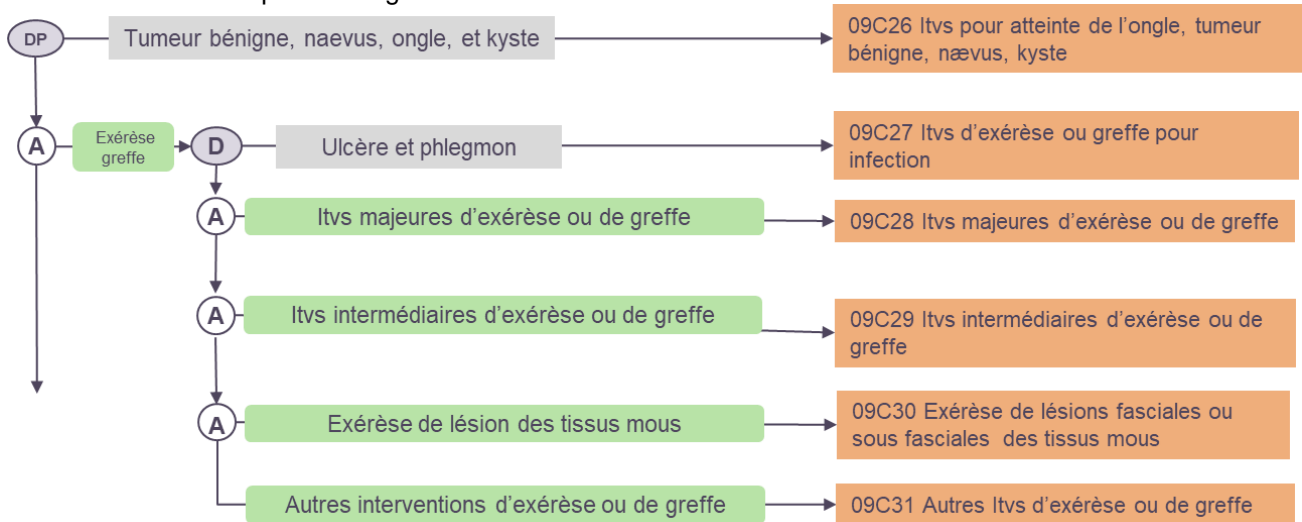 DP
Tumeur bénigne, naevus, ongle, et kyste
09C26 Itvs pour atteinte de l’ongle, tumeur
bénigne, nævus, kyste
A
Exérèse
greffe
D
Ulcère et phlegmon
09C27 Itvs d’exérèse ou greffe pour
infection
A
Itvs majeures d’exérèse ou de greffe
09C28 Itvs majeures d’exérèse ou de greffe
A
Itvs intermédiaires d’exérèse ou de greffe
09C29 Itvs intermédiaires d’exérèse ou de
greffe
A
Exérèse de lésion des tissus mous
09C30 Exérèse de lésions fasciales ou
sous fasciales des tissus mous
Autres interventions d’exérèse ou de greffe
09C31 Autres Itvs d’exérèse ou de greffe